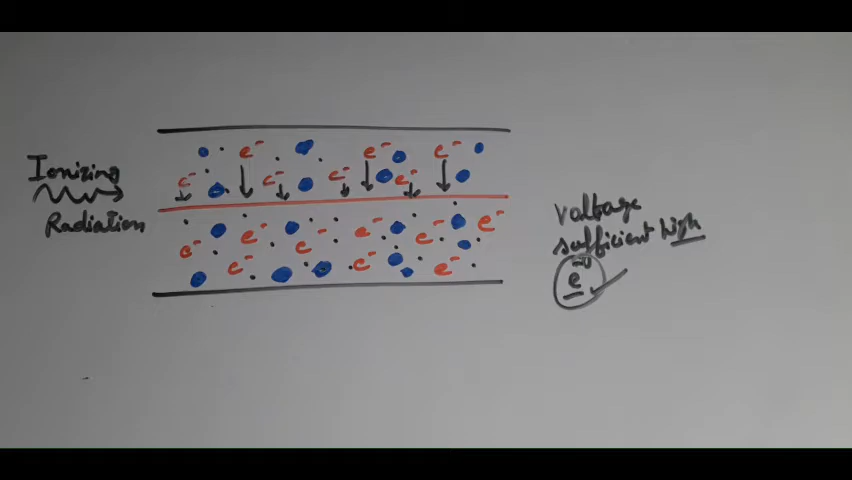 Ionizing
Radiation
e⁻ e⁻ e⁻
e⁻ e⁻ e⁻ e⁻
e⁻ e⁻ e⁻ e⁻ e⁻ e⁻
e⁻ e⁻ e⁻
voltage
sufficient high
e⁻